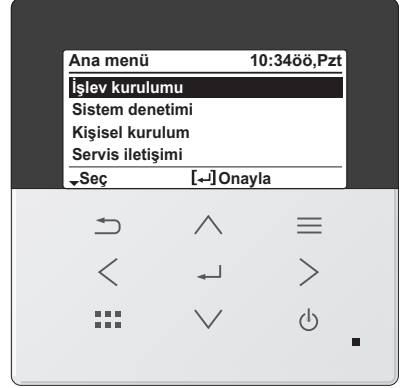 Ana menü 10:34öö,Pzt
İşlev kurulumu
Sistem denetimi
Kişisel kurulum
Servis iletişimi
Seç [↵]Onayla